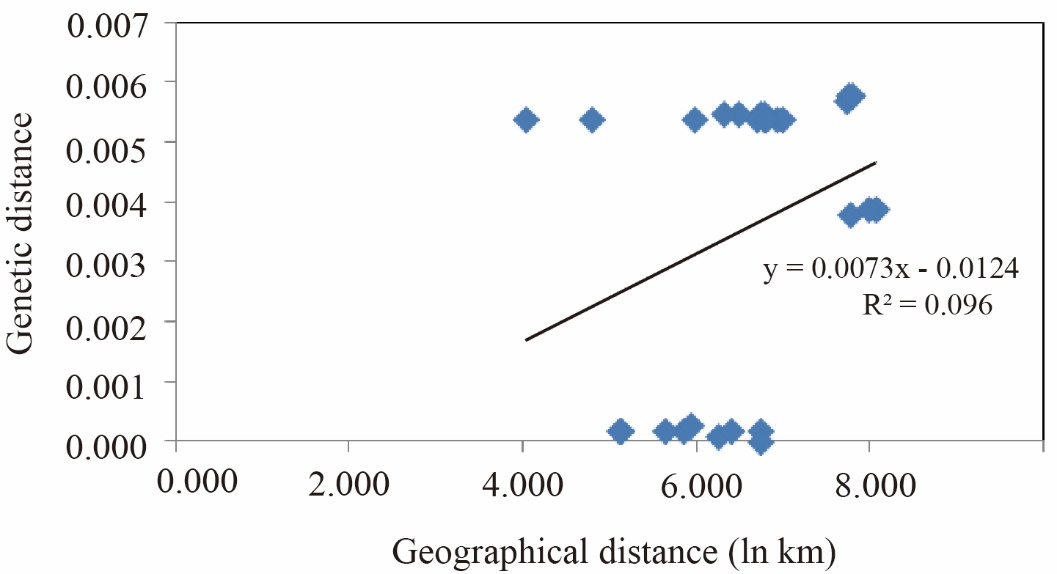 0.007
0.006
0.005
0.004
0.003
0.002
0.001
0.000
Genetic distance
y = 0.0073x - 0.0124
R² = 0.096
0.000 2.000 4.000 6.000 8.000
Geographical distance (ln km)